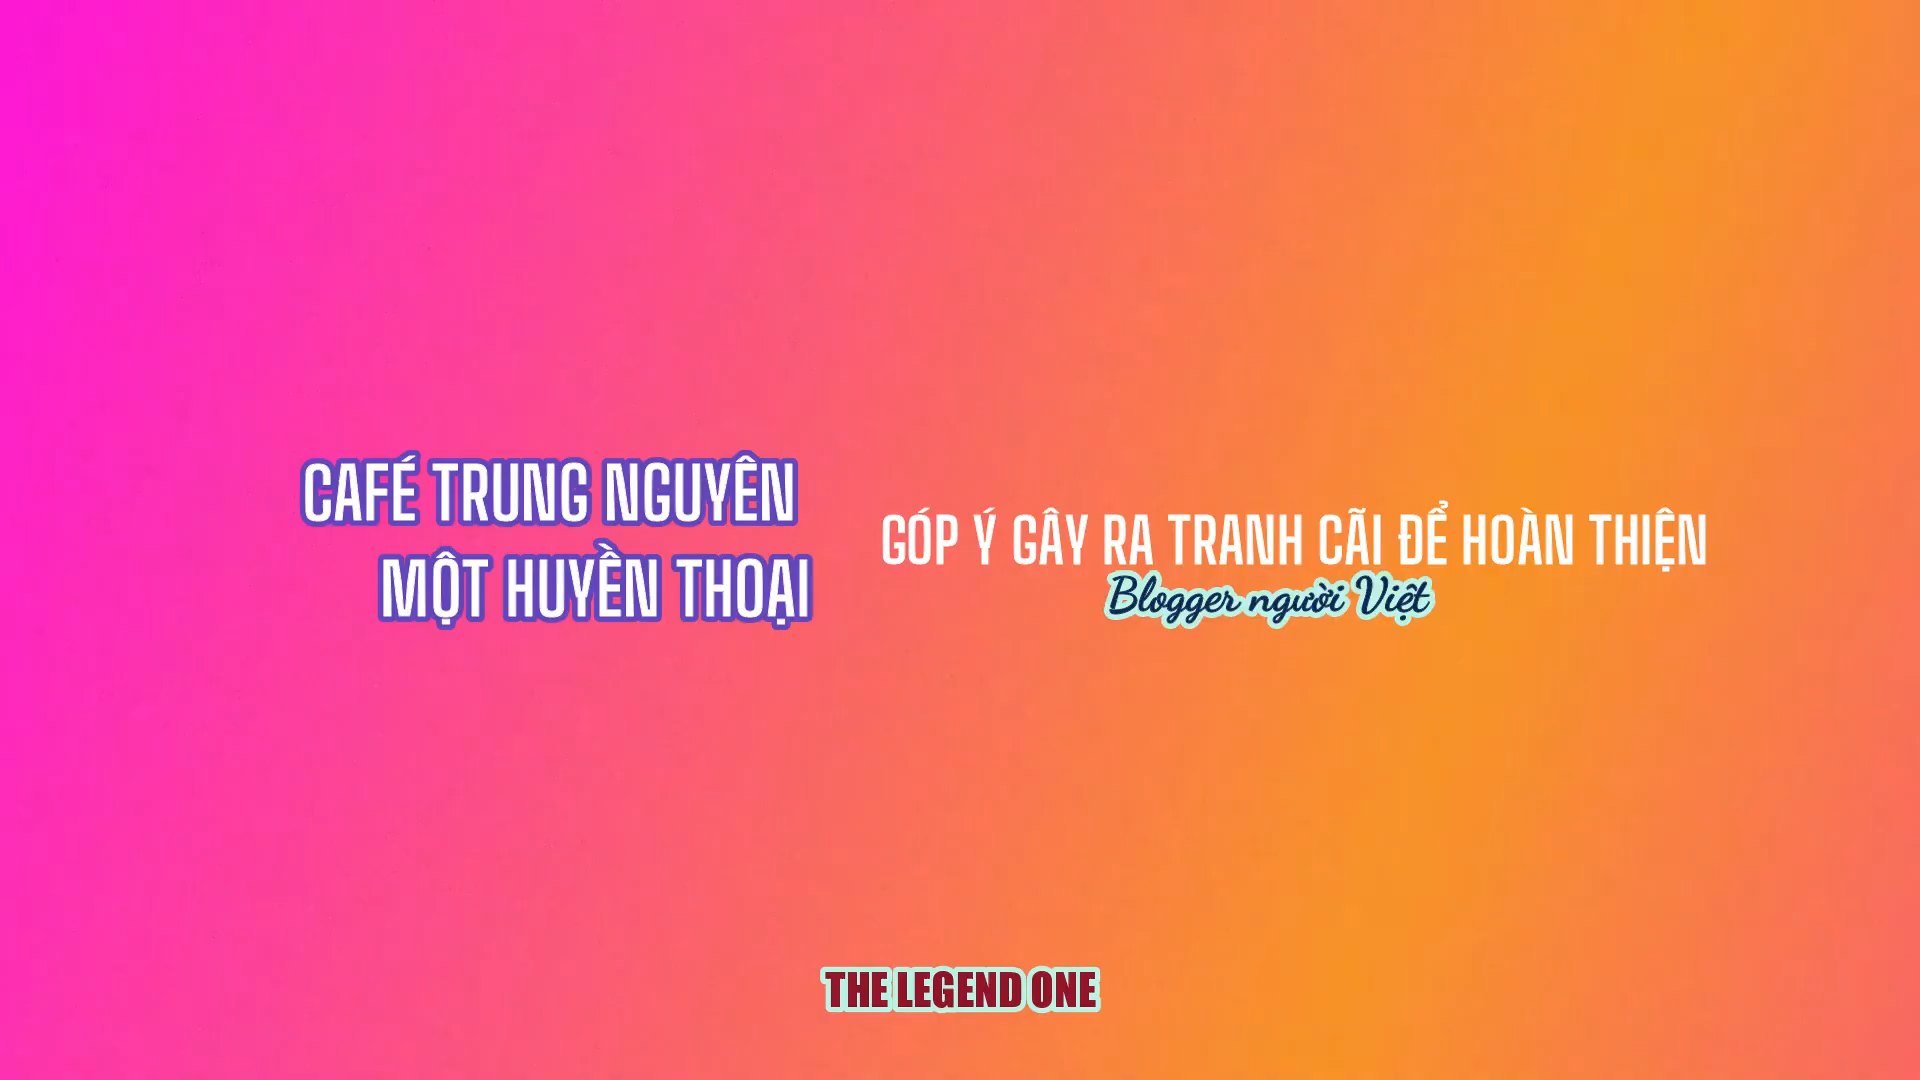 CAFÉ TRUNG NGUYÊN
MỘT HUYỀN THOẠI
GÓP Ý GÂY RA TRANH CÃI ĐỂ HOÀN THIỆN
Blogger người Việt
THE LEGEND ONE